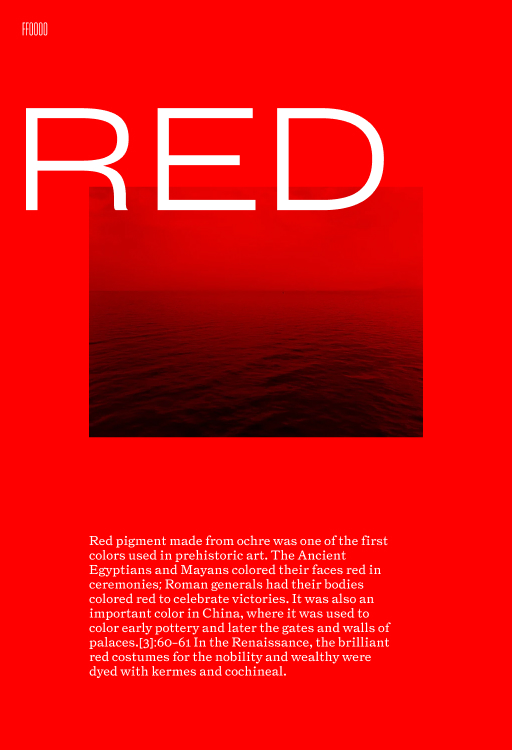 FF0000
RED
Red pigment made from ochre was one of the first
colors used in prehistoric art. The Ancient
Egyptians and Mayans colored their faces red in
ceremonies; Roman generals had their bodies
colored red to celebrate victories. It was also an
important color in China, where it was used to
color early pottery and later the gates and walls of
palaces.[3]:60–61 In the Renaissance, the brilliant
red costumes for the nobility and wealthy were
dyed with kermes and cochineal.